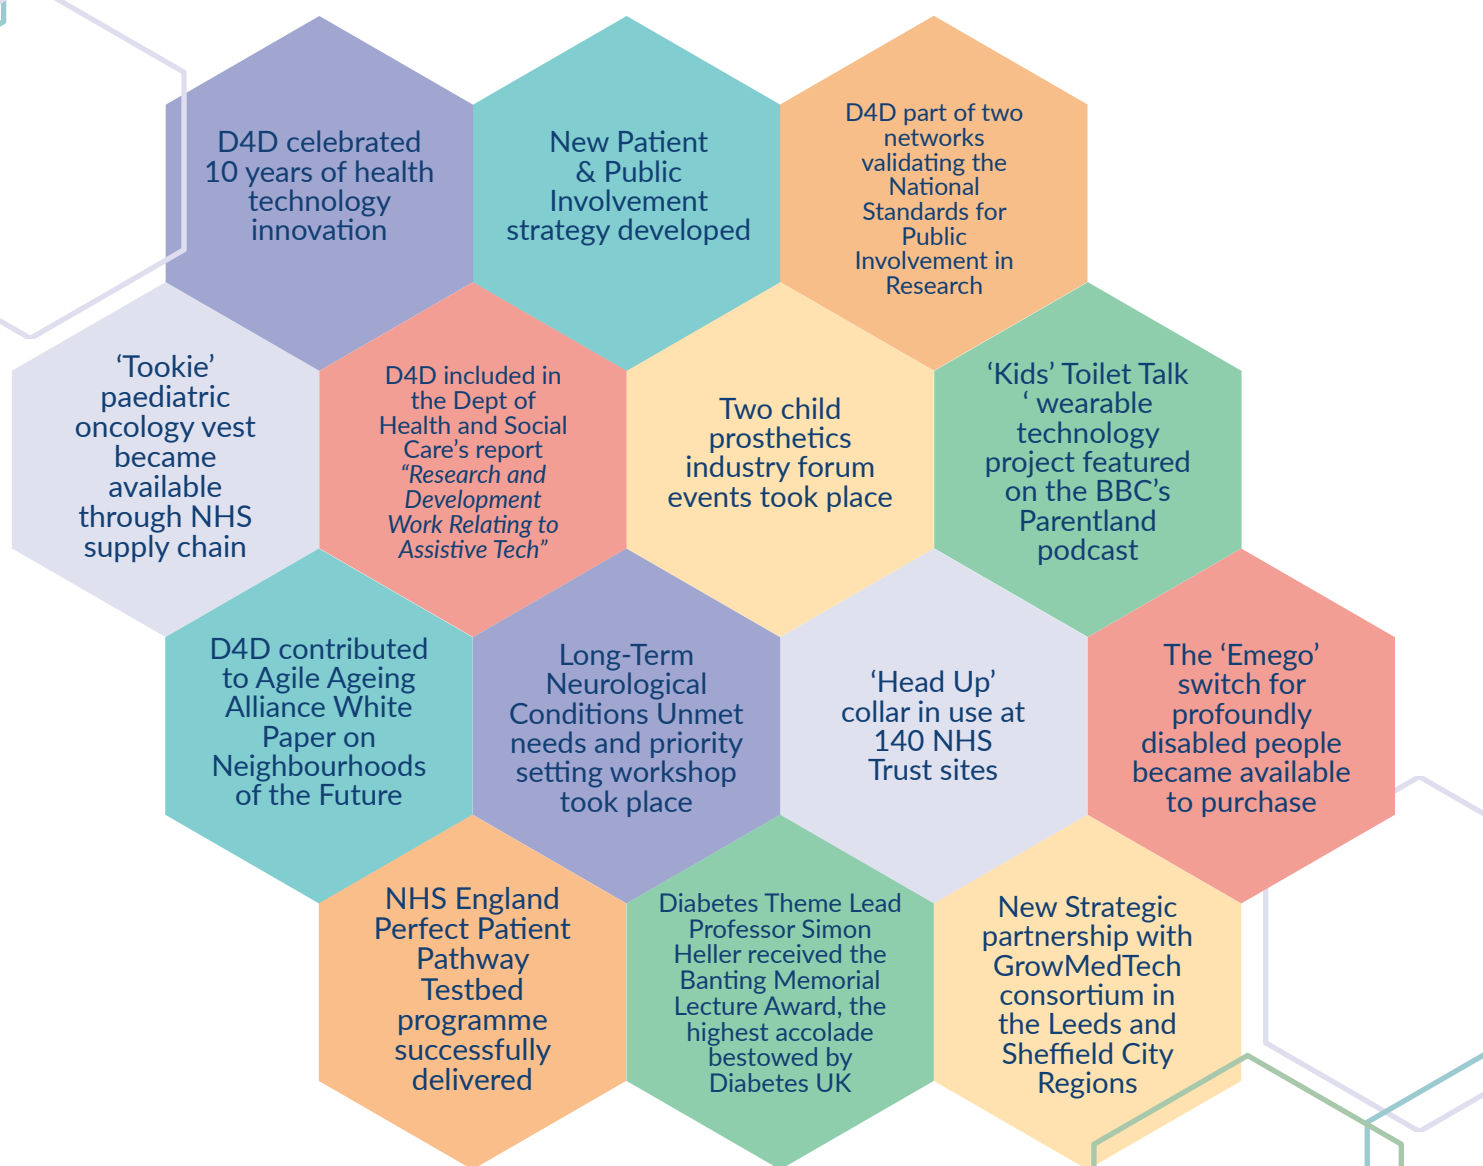 D4D celebrated
10 years of health
technology
innovation
New Patient
& Public
Involvement
strategy developed
D4D part of two
networks
validating the
National
Standards for
Public
Involvement in
Research
‘Tookie’
paediatric
oncology vest
became
available
through NHS
supply chain
D4D included in
the Dept of
Health and Social
Care’s report
“Research and
Development
Work Relating to
Assistive Tech”
Two child
prosthetics
industry forum
events took place
‘Kids’ Toilet Talk
‘ wearable
technology
project featured
on the BBC’s
Parentland
podcast
D4D contributed
to Agile Ageing
Alliance White
Paper on
Neighbourhoods
of the Future
Long-Term
Neurological
Conditions Unmet
needs and priority
setting workshop
took place
‘Head Up’
collar in use at
140 NHS
Trust sites
The ‘Emego’
switch for
profoundly
disabled people
became available
to purchase
NHS England
Perfect Patient
Pathway
Testbed
programme
successfully
delivered
Diabetes Theme Lead
Professor Simon
Heller received the
Banting Memorial
Lecture Award, the
highest accolade
bestowed by
Diabetes UK
New Strategic
partnership with
GrowMedTech
consortium in
the Leeds and
Sheffield City
Regions